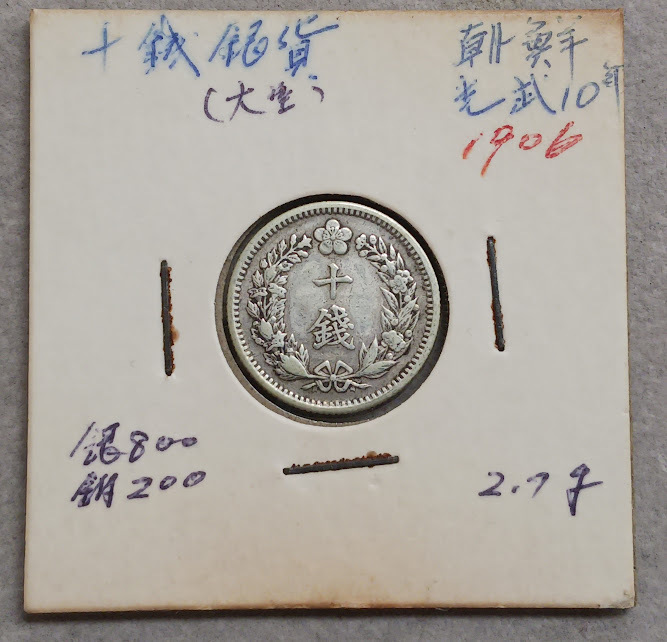 十錢銀貨
(大型)
朝鮮
光武10年
1906
十
錢
銀800
銅200
2.7g